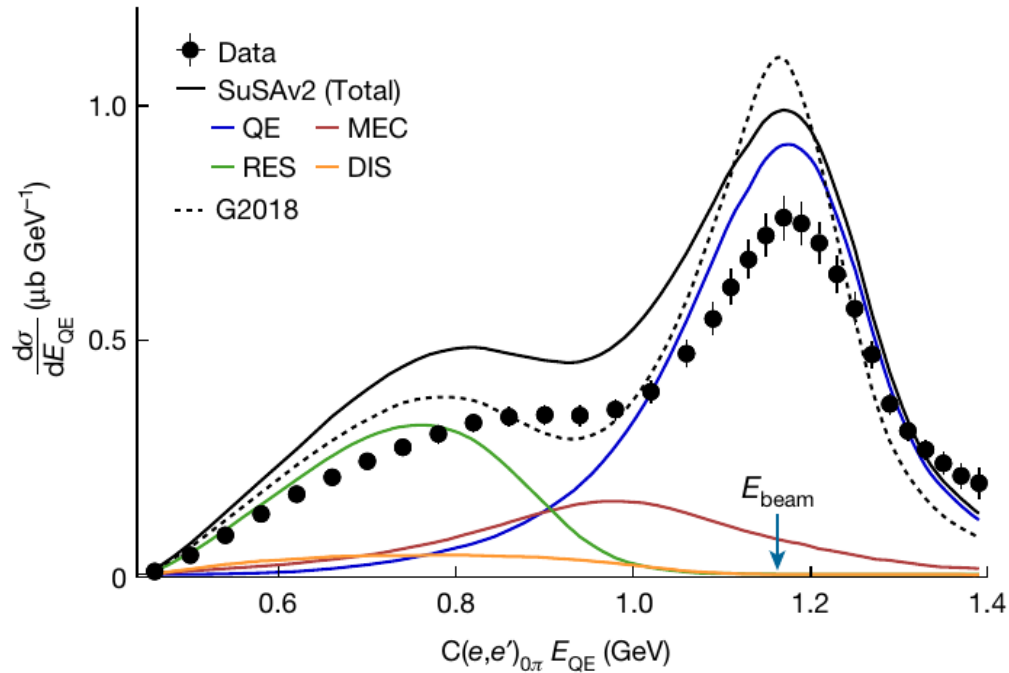 Data
SuSAv2 (Total)
QE MEC
RES DIS
G2018
1.0
0.5
0
dσ/dE_QE (μb GeV⁻¹)
E_beam
0.6 0.8 1.0 1.2 1.4
C(e,e′)_0π E_QE (GeV)